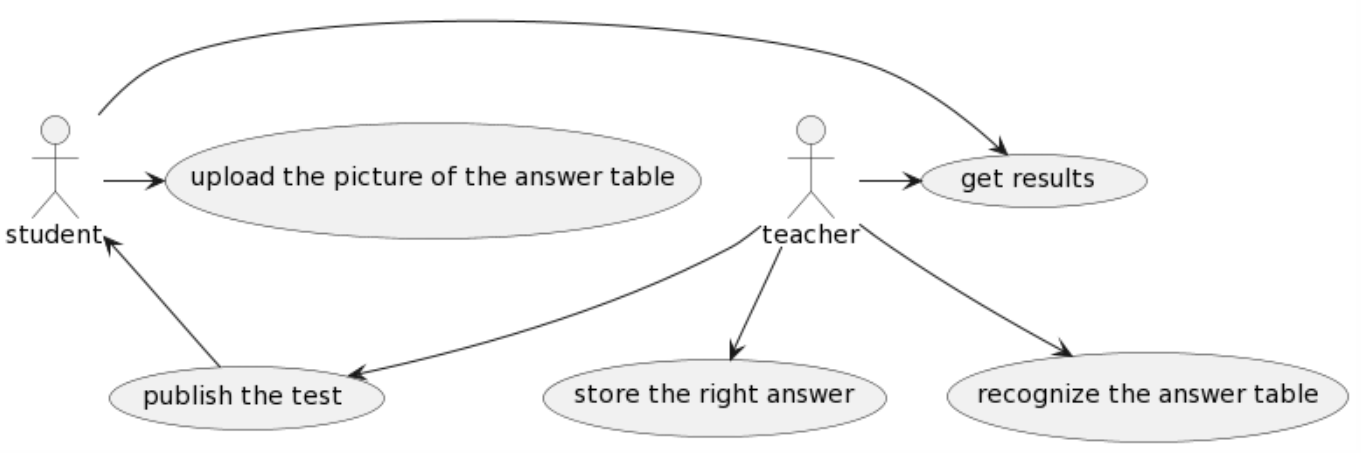 upload the picture of the answer table
get results
student
teacher
publish the test
store the right answer
recognize the answer table